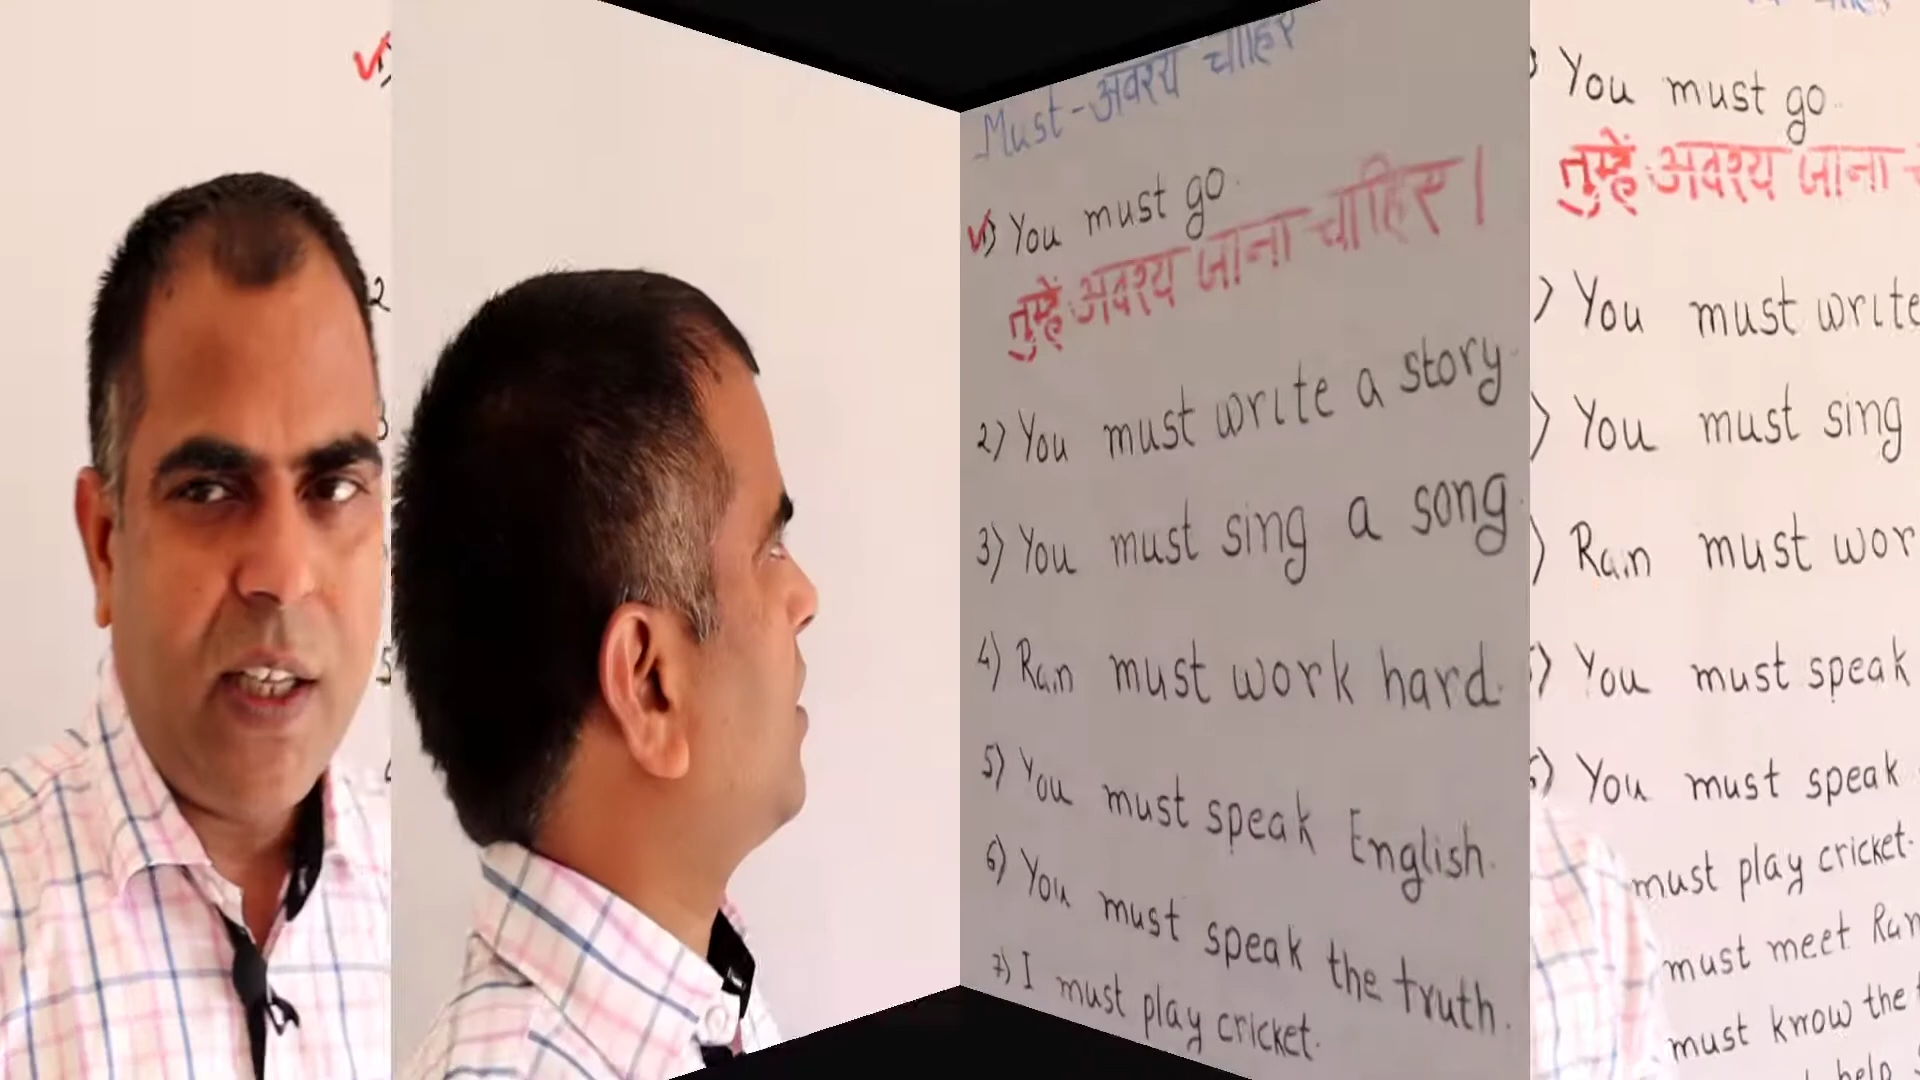 Must - अवश्य चाहिए
1) You must go.
तुम्हें अवश्य जाना चाहिए।
2) You must write a story.
3) You must sing a song.
4) Ram must work hard.
5) You must speak English.
6) You must speak the truth.
7) I must play cricket.
You must go.
तुम्हें अवश्य जाना
You must write
You must sing
Ram must wor
You must speak
You must speak
must play cricket.
must meet Ram
must know the
help